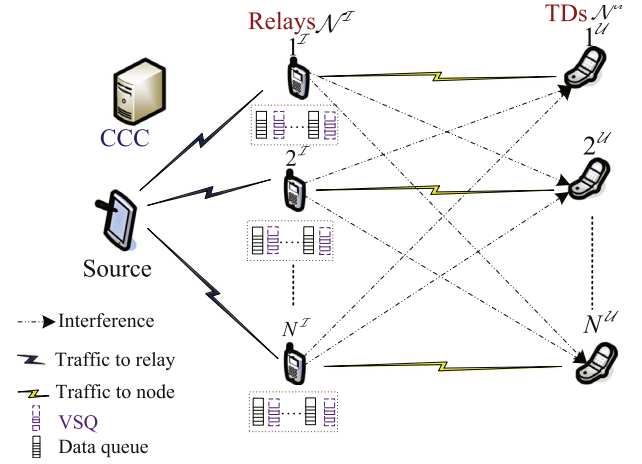 Relays 𝒩^ℐ
TDs 𝒩^𝒰
1^ℐ
1^𝒰
CCC
2^ℐ
2^𝒰
Source
N^ℐ
N^𝒰
Interference
Traffic to relay
Traffic to node
VSQ
Data queue